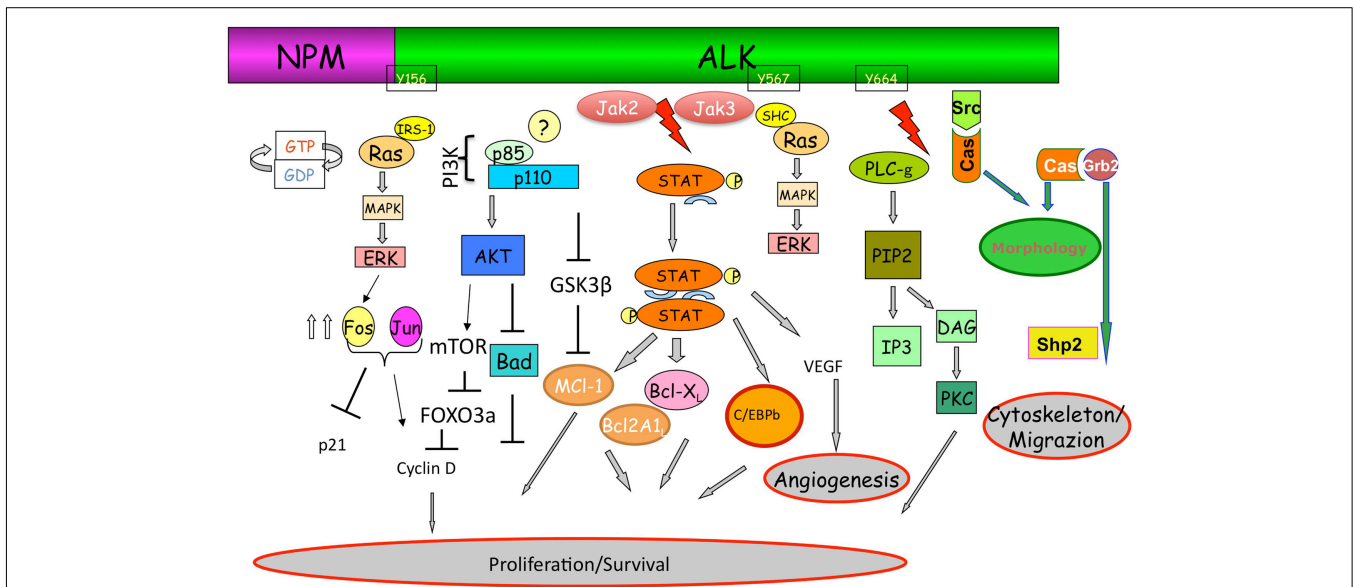 NPM
ALK
Y156
Y567
Y664
Jak2
Jak3
Src
IRS-1
?
SHC
Cas
GTP
GDP
Ras
PI3K
p85
p110
Ras
PLC-g
Cas
Grb2
STAT
P
MAPK
MAPK
ERK
AKT
ERK
PIP2
Morphology
GSK3β
STAT
P
P
STAT
Fos
Jun
mTOR
Bad
IP3
DAG
Shp2
VEGF
MCl-1
Bcl-XL
PKC
FOXO3a
Bcl2A1L
C/EBPb
Cytoskeleton/
Migrazion
p21
Cyclin D
Angiogenesis
Proliferation/Survival